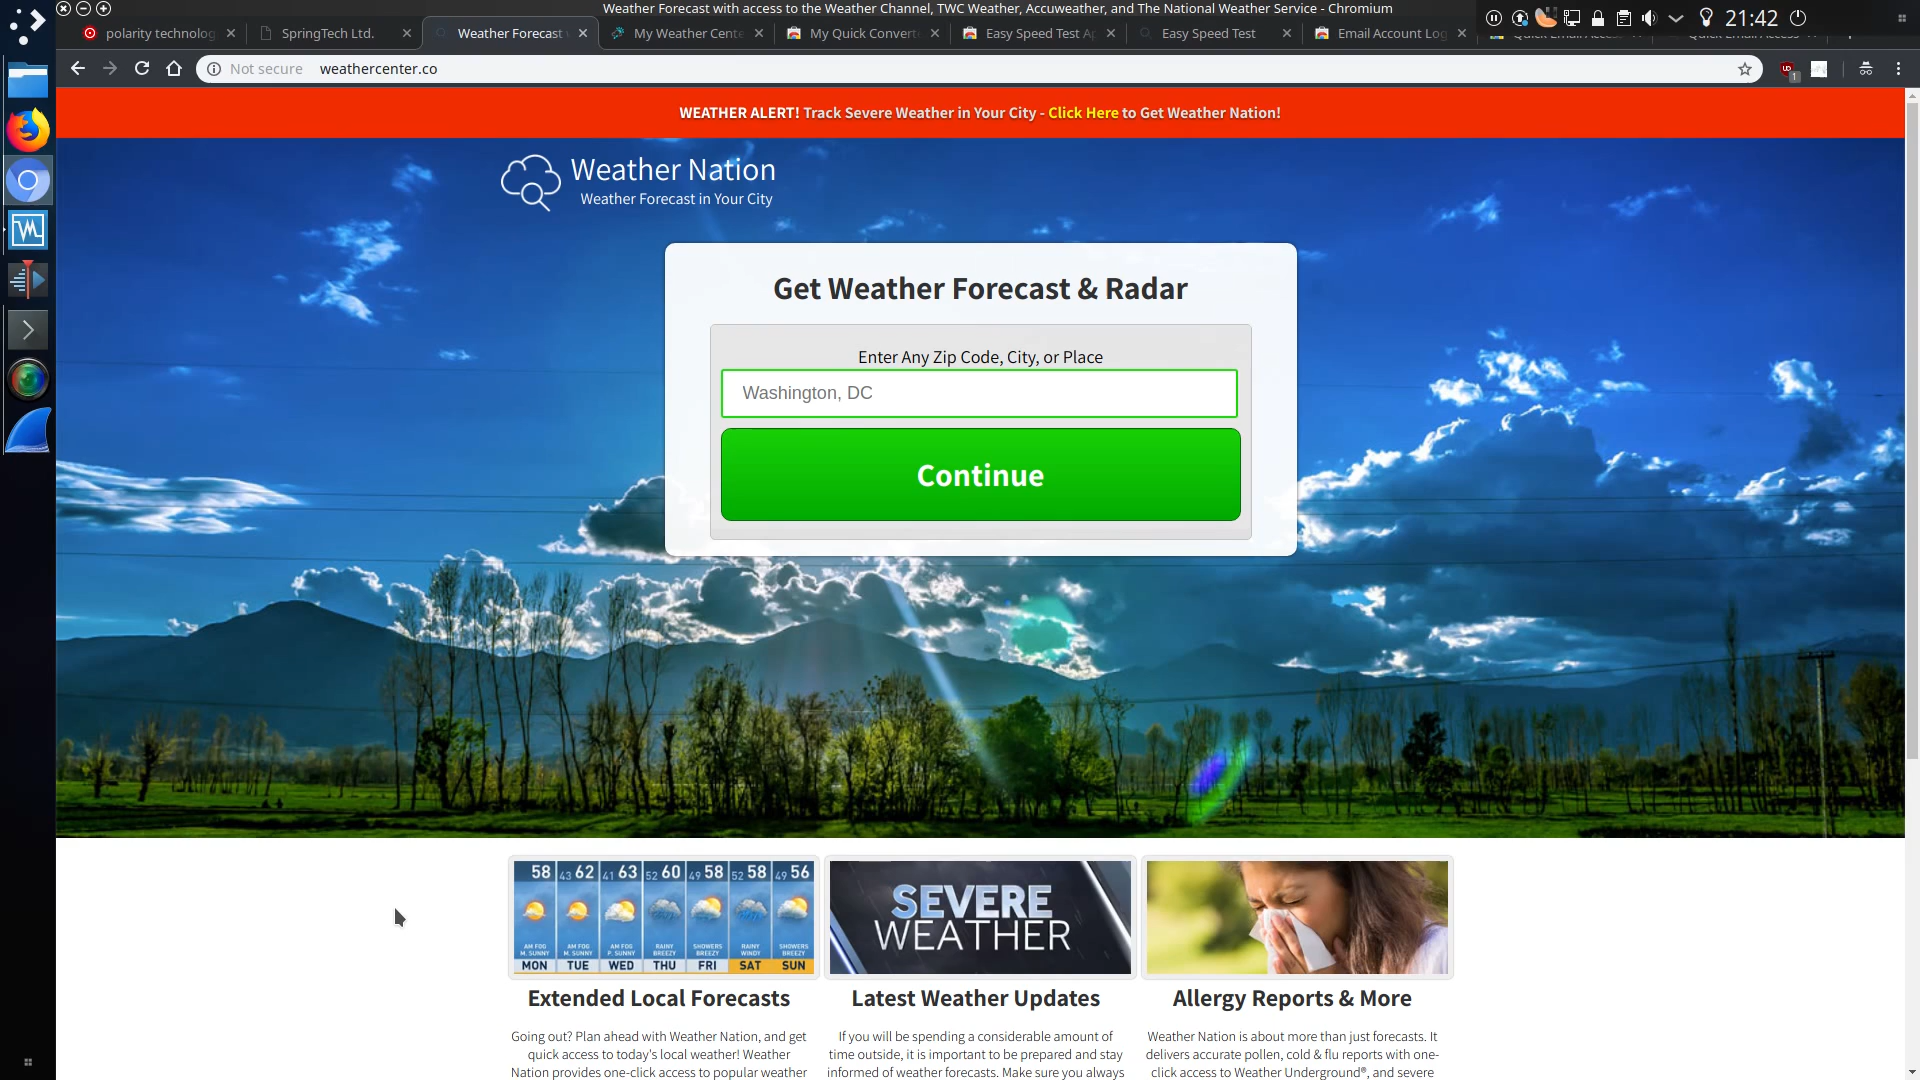 Weather Forecast with access to the Weather Channel, TWC Weather, Accuweather, and The National Weather Service - Chromium
21:42
polarity technolog
SpringTech Ltd.
Weather Forecast
My Weather Cente
My Quick Convert
Easy Speed Test A
Easy Speed Test
Email Account Log
Not secure weathercenter.co
WEATHER ALERT! Track Severe Weather in Your City - Click Here to Get Weather Nation!
Weather Nation
Weather Forecast in Your City
Get Weather Forecast & Radar
Enter Any Zip Code, City, or Place
Washington, DC
Continue
58 43 62 41 63 52 60 49 58 52 58 49 56
AM FOG AM FOG AM FOG RAINY SHOWERS RAINY SHOWERS
M. SUNNY M. SUNNY P. SUNNY BREEZY BREEZY WINDY BREEZY
MON TUE WED THU FRI SAT SUN
SEVERE
WEATHER
Extended Local Forecasts
Going out? Plan ahead with Weather Nation, and get
quick access to today's local weather! Weather
Nation provides one-click access to popular weather
Latest Weather Updates
If you will be spending a considerable amount of
time outside, it is important to be prepared and stay
informed of weather forecasts. Make sure you always
Allergy Reports & More
Weather Nation is about more than just forecasts. It
delivers accurate pollen, cold & flu reports with one-
click access to Weather Underground®, and severe